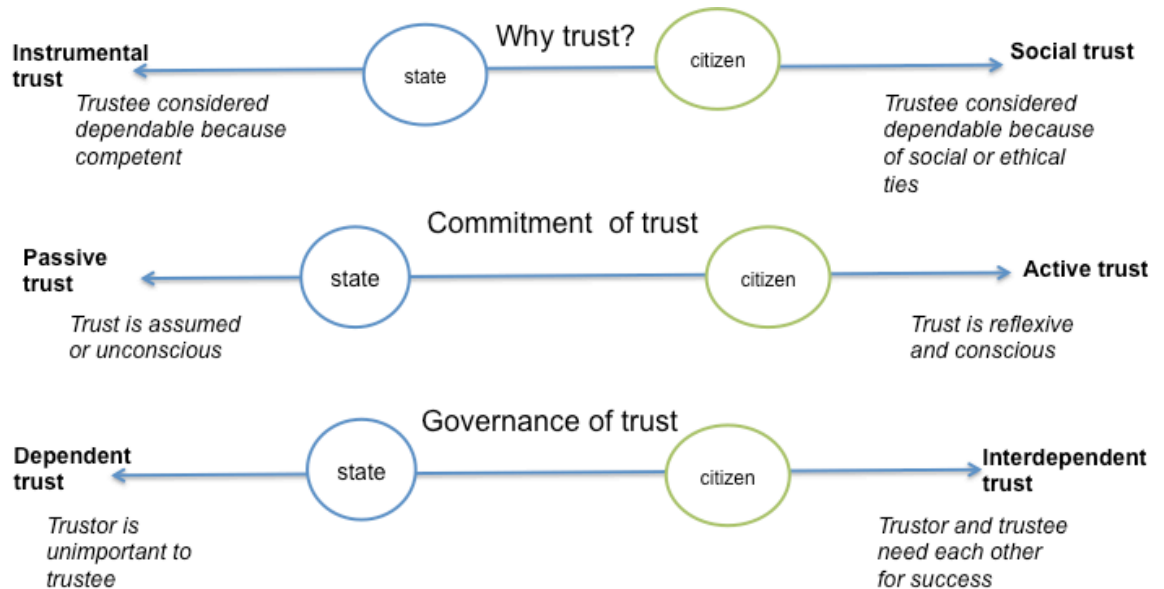 Why trust?
Instrumental
trust
state
citizen
Social trust
Trustee considered
dependable because
competent
Trustee considered
dependable because
of social or ethical
ties
Commitment of trust
Passive
trust
state
citizen
Active trust
Trust is assumed
or unconscious
Trust is reflexive
and conscious
Governance of trust
Dependent
trust
state
citizen
Interdependent
trust
Trustor is
unimportant to
trustee
Trustor and trustee
need each other
for success